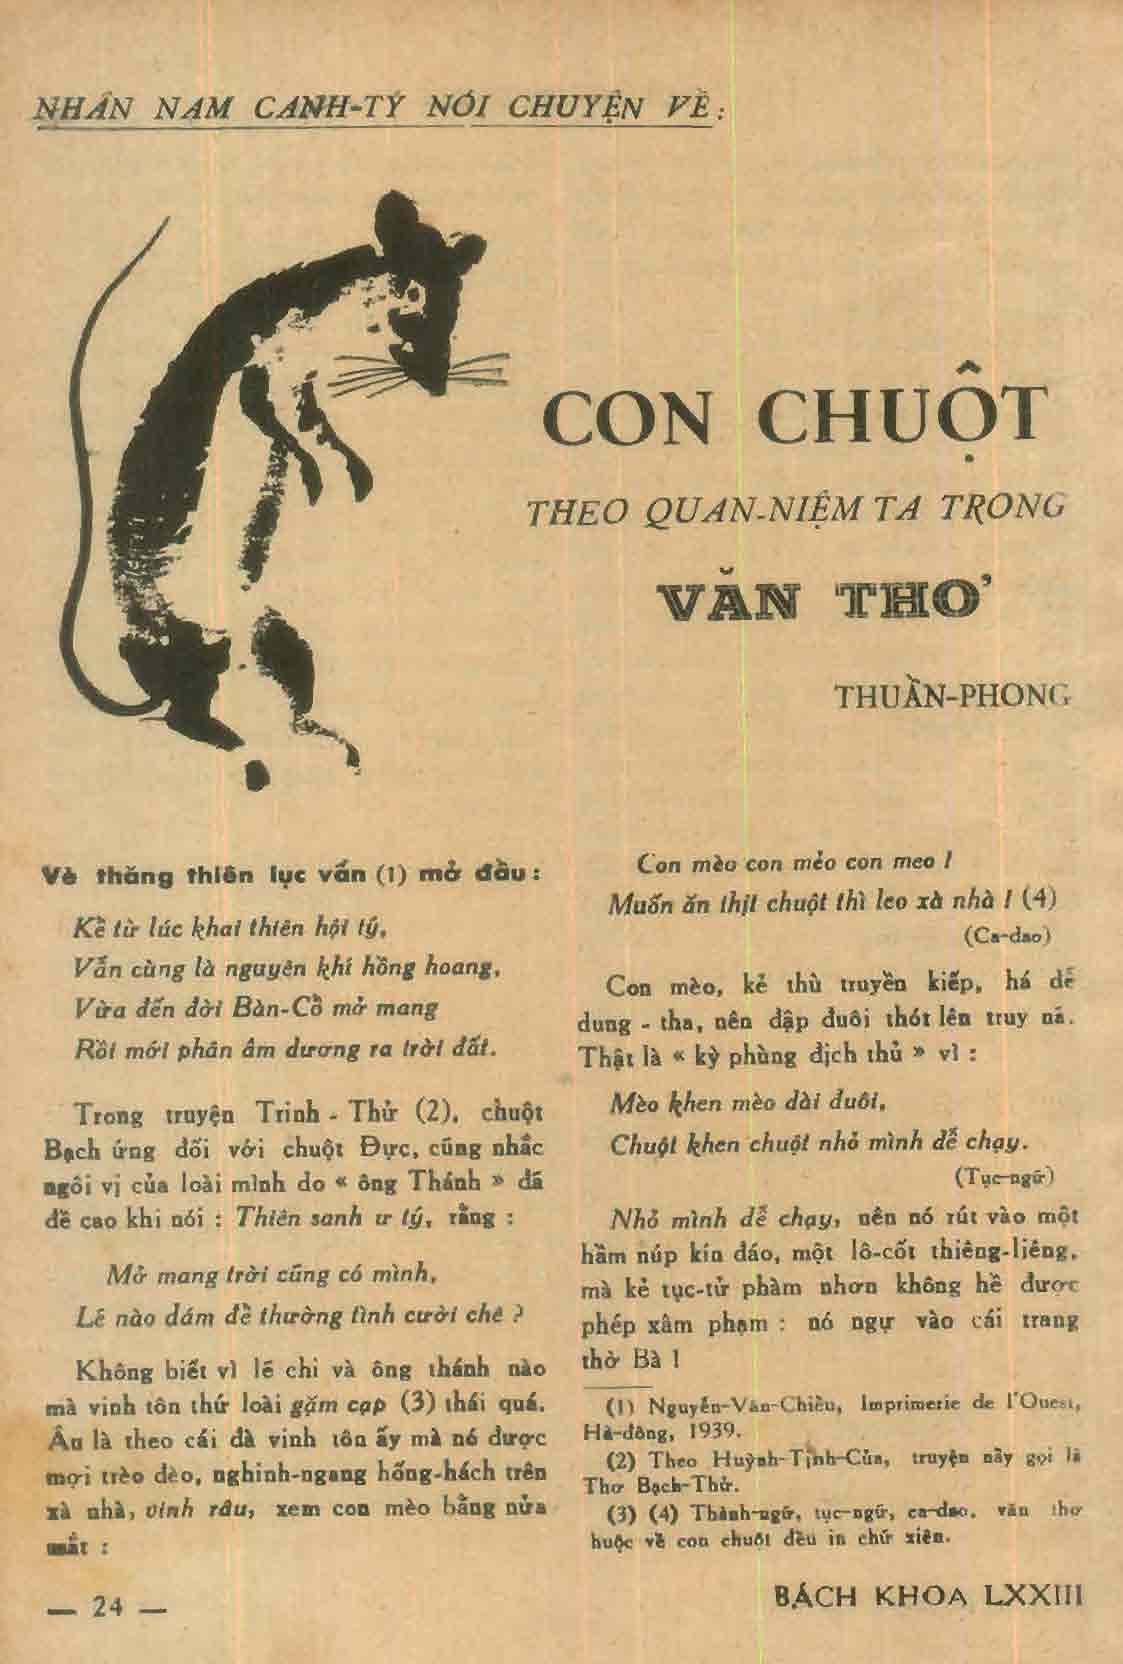 NHÂN NAM CANH-TÝ NÓI CHUYỆN VỀ:
CON CHUỘT
THEO QUAN-NIỆM TA TRONG
VĂN THƠ
THUẦN-PHONG
Vè thăng thiên lục vấn (1) mở đầu :
Kể từ lúc khai thiên hội tý,
Vẫn cùng là nguyên khí hồng hoang,
Vừa đến đời Bàn-Cổ mở mang
Rồi mới phân âm dương ra trời đất.
Trong truyện Trinh - Thử (2), chuột
Bạch ứng đối với chuột Đực, cũng nhắc
ngôi vị của loài mình do « ông Thánh » đã
đề cao khi nói : Thiên sanh ư tý, rằng :
Mở mang trời cũng có mình,
Lẽ nào dám để thường tình cười chê ?
Không biết vì lẽ chi và ông thánh nào
mà vinh tôn thứ loài gặm cạp (3) thái quá.
Âu là theo cái đà vinh tôn ấy mà nó được
mợi trèo đèo, nghinh-ngang hống-hách trên
xà nhà, vinh râu, xem con mèo bằng nửa
mắt :
Con mèo con mẻo con meo !
Muốn ăn thịt chuột thì leo xà nhà ! (4)
(Ca-dao)
Con mèo, kẻ thù truyền kiếp, há dễ
dung - tha, nên đập đuôi thót lên truy nã.
Thật là « kỳ phùng địch thủ » vì :
Mèo khen mèo dài đuôi,
Chuột khen chuột nhỏ mình dễ chạy.
(Tục-ngữ)
Nhỏ mình dễ chạy, nên nó rút vào một
hầm núp kín đáo, một lô-cốt thiêng-liêng,
mà kẻ tục-tử phàm nhơn không hề được
phép xâm phạm : nó ngự vào cái trang
thờ Bà !
(1) Nguyễn-Văn-Chiểu, Imprimerie de l'Ouest,
Hà-đông, 1939.
(2) Theo Huỳnh-Tịnh-Của, truyện nầy gọi là
Thơ Bạch-Thử.
(3) (4) Thành-ngữ, tục-ngữ, ca-dao, văn thơ
huộc về con chuột đều in chữ xiên.
— 24 —
BÁCH KHOA LXXIII